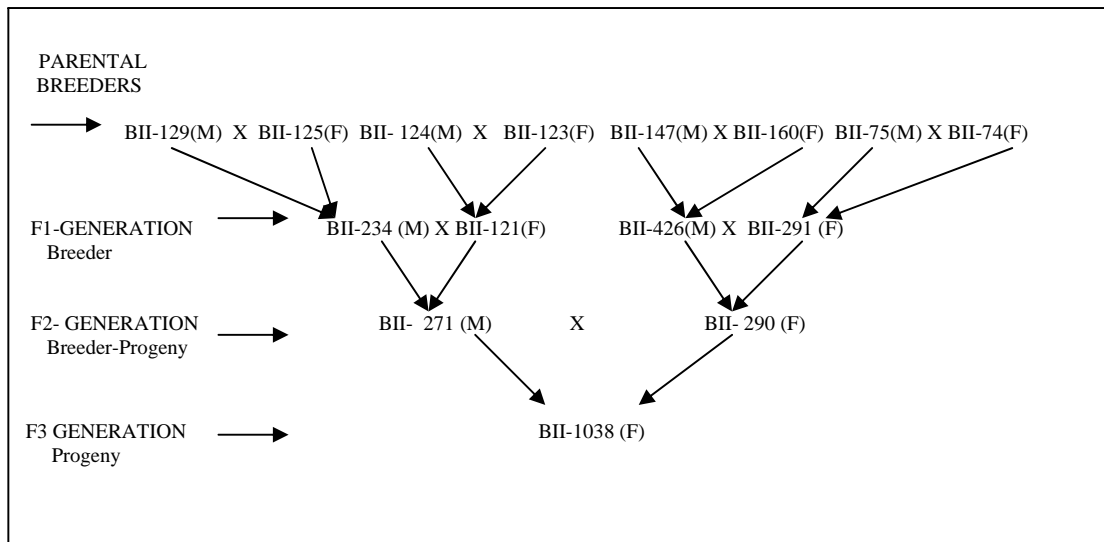 PARENTAL
BREEDERS
BII-129(M) X BII-125(F) BII- 124(M) X BII-123(F) BII-147(M) X BII-160(F) BII-75(M) X BII-74(F)
F1-GENERATION
Breeder
BII-234 (M) X BII-121(F) BII-426(M) X BII-291 (F)
F2- GENERATION
Breeder-Progeny
BII- 271 (M) X BII- 290 (F)
F3 GENERATION
Progeny
BII-1038 (F)